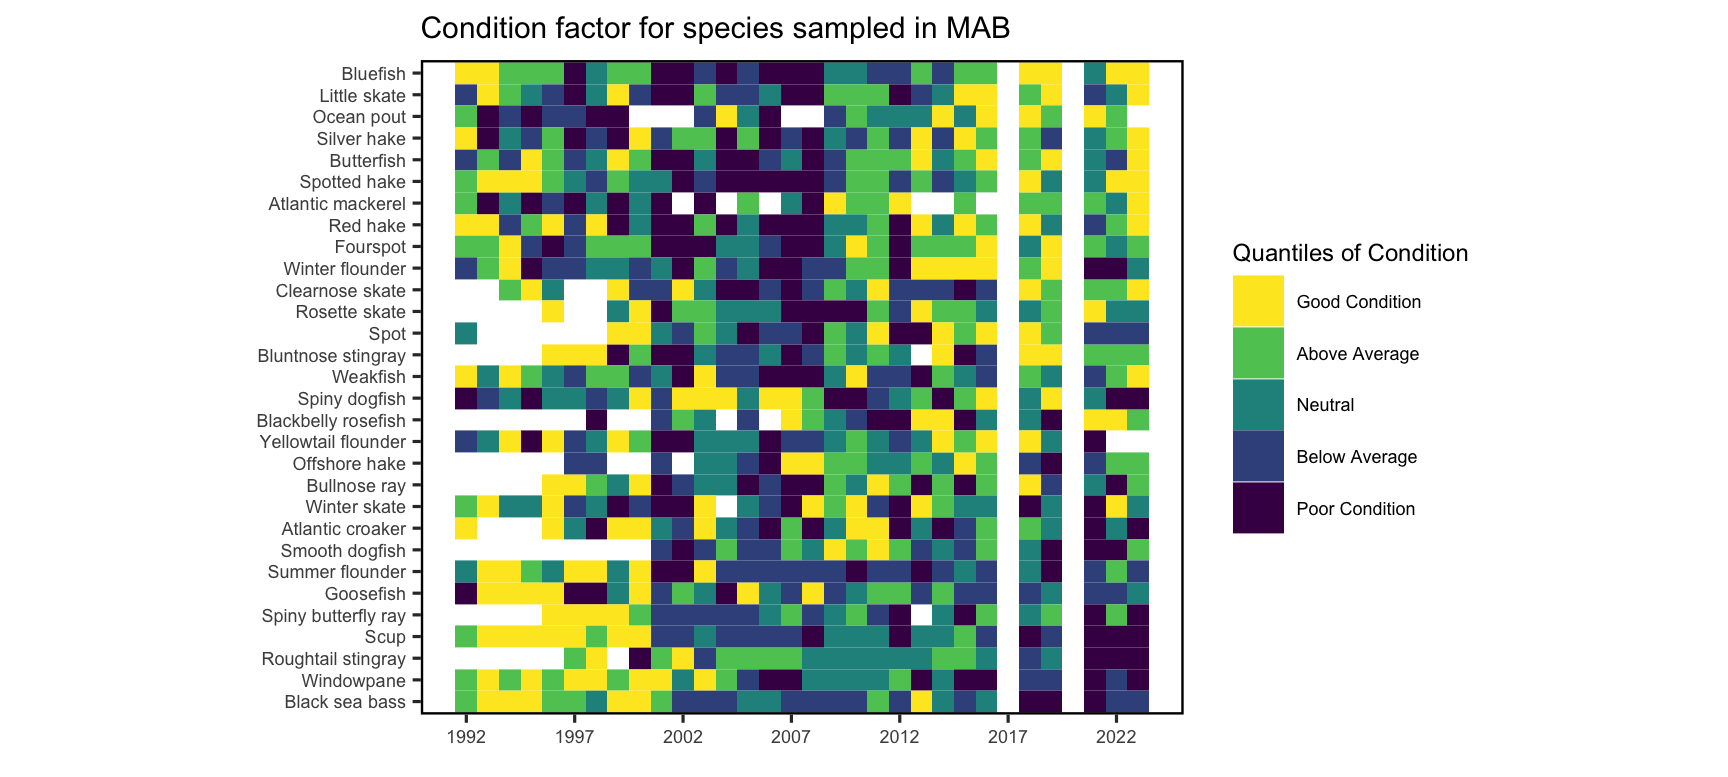 Condition factor for species sampled in MAB
Bluefish
Little skate
Ocean pout
Silver hake
Butterfish
Spotted hake
Atlantic mackerel
Red hake
Fourspot
Winter flounder
Clearnose skate
Rosette skate
Spot
Bluntnose stingray
Weakfish
Spiny dogfish
Blackbelly rosefish
Yellowtail flounder
Offshore hake
Bullnose ray
Winter skate
Atlantic croaker
Smooth dogfish
Summer flounder
Goosefish
Spiny butterfly ray
Scup
Roughtail stingray
Windowpane
Black sea bass
1992 1997 2002 2007 2012 2017 2022
Quantiles of Condition
Good Condition
Above Average
Neutral
Below Average
Poor Condition